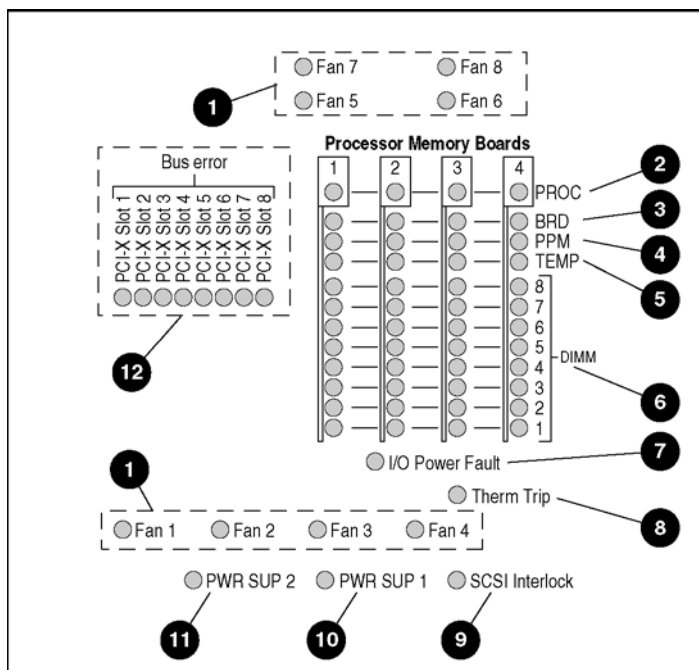 Fan 7 Fan 8
1 Fan 5 Fan 6
Processor Memory Boards
Bus error
1 2 3 4
PROC 2
BRD 3
PPM 4
TEMP 5
PCI-X Slot 1
PCI-X Slot 2
PCI-X Slot 3
PCI-X Slot 4
PCI-X Slot 5
PCI-X Slot 6
PCI-X Slot 7
PCI-X Slot 8
12
8
7
6
5
4
3
2
1
DIMM 6
I/O Power Fault 7
1
Therm Trip 8
Fan 1 Fan 2 Fan 3 Fan 4
PWR SUP 2 PWR SUP 1 SCSI Interlock
11 10 9